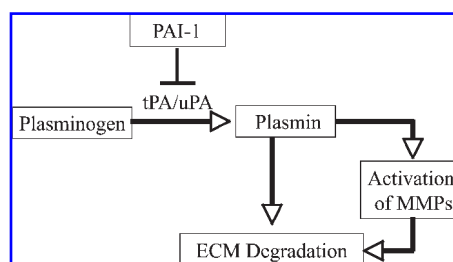 PAI-1
tPA/uPA
Plasminogen
Plasmin
Activation
of MMPs
ECM Degradation